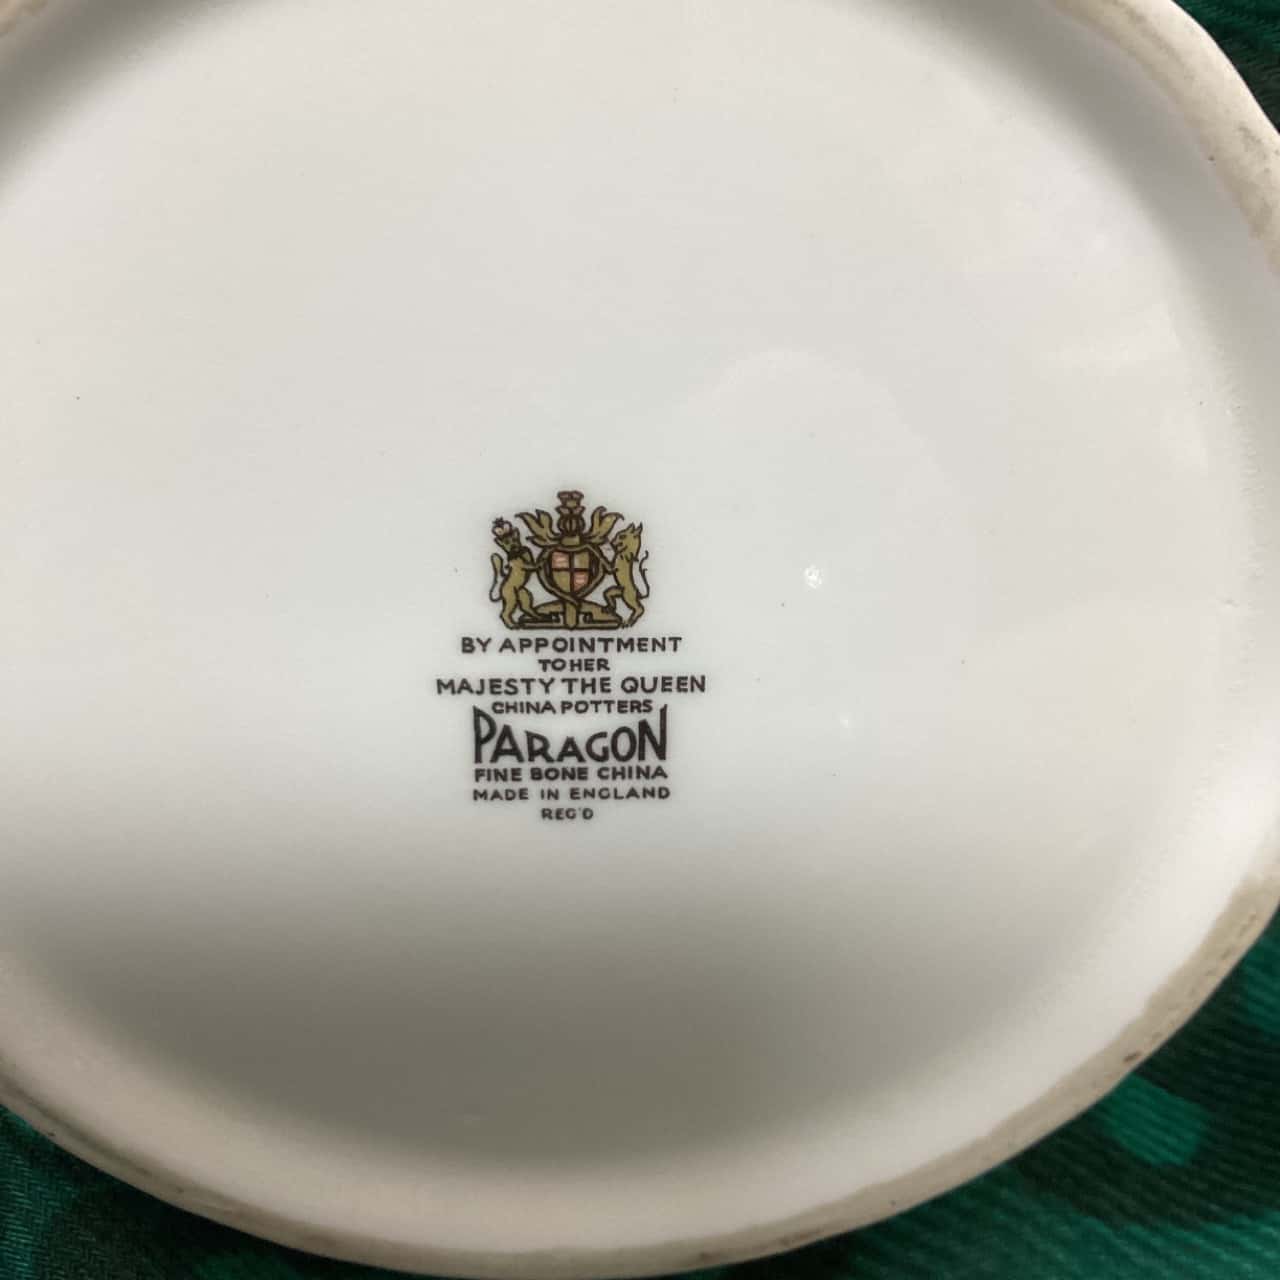 BY APPOINTMENT
TO HER
MAJESTY THE QUEEN
CHINA POTTERS
PARAGON
FINE BONE CHINA
MADE IN ENGLAND
REG'D